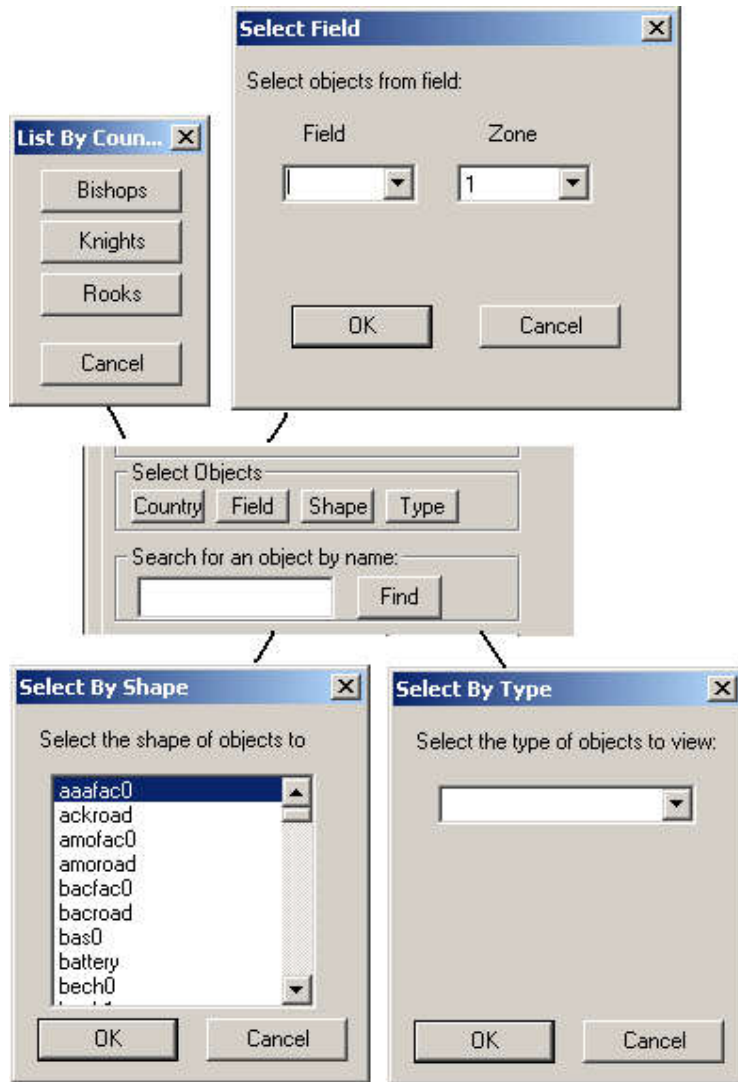 Select Field
Select objects from field:
Field Zone
1
OK Cancel
List By Coun...
Bishops
Knights
Rooks
Cancel
Select Objects
Country Field Shape Type
Search for an object by name:
Find
Select By Shape
Select the shape of objects to
aaafac0
ackroad
amofac0
amoroad
bacfac0
bacroad
bas0
battery
bech0
OK Cancel
Select By Type
Select the type of objects to view:
OK Cancel